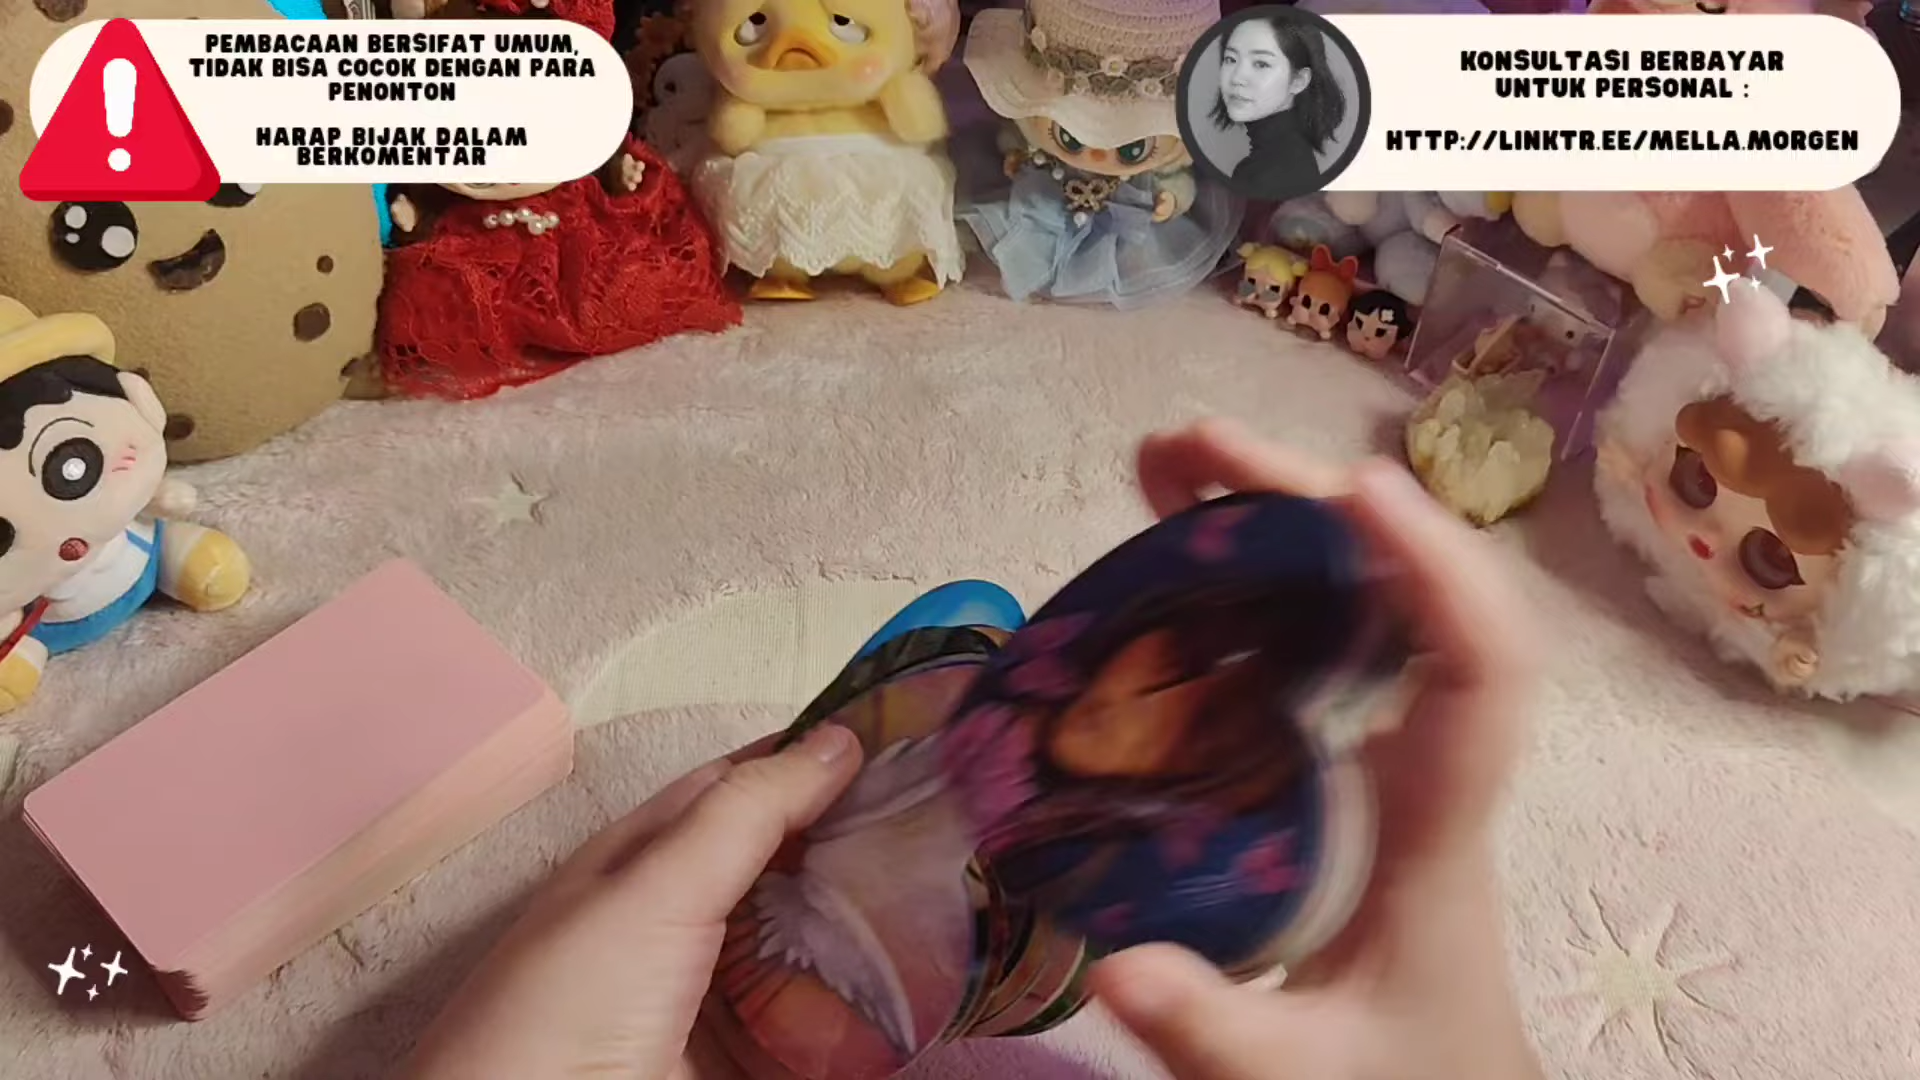 PEMBACAAN BERSIFAT UMUM,
TIDAK BISA COCOK DENGAN PARA
PENONTON
HARAP BIJAK DALAM
BERKOMENTAR
KONSULTASI BERBAYAR
UNTUK PERSONAL :
HTTP://LINKTR.EE/MELLA.MORGEN